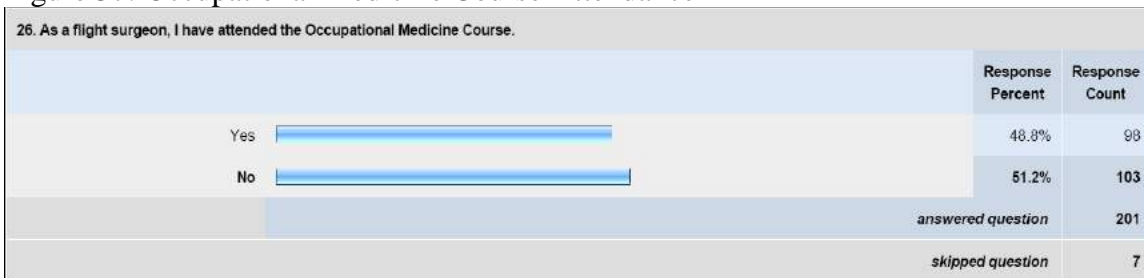 26. As a flight surgeon, I have attended the Occupational Medicine Course.
Response Percent Response Count
Yes 48.8% 98
No 51.2% 103
answered question 201
skipped question 7